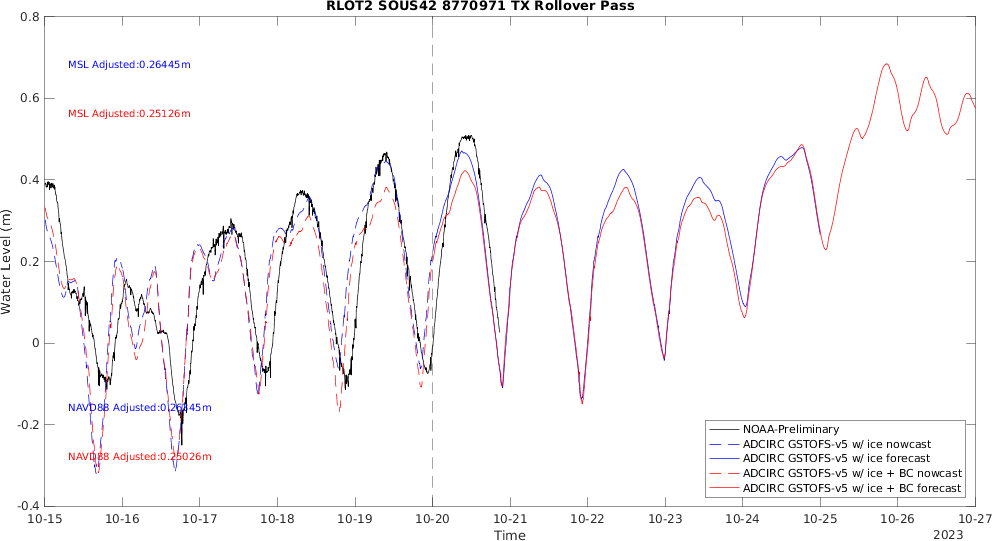 RLOT2 SOUS42 8770971 TX Rollover Pass
0.8
0.6
0.4
0.2
0
-0.2
-0.4
Water Level (m)
MSL Adjusted:0.26445m
MSL Adjusted:0.25126m
NAVD88 Adjusted:0.26445m
NAVD88 Adjusted:0.25026m
NOAA-Preliminary
ADCIRC GSTOFS-v5 w/ ice nowcast
ADCIRC GSTOFS-v5 w/ ice forecast
ADCIRC GSTOFS-v5 w/ ice + BC nowcast
ADCIRC GSTOFS-v5 w/ ice + BC forecast
10-15 10-16 10-17 10-18 10-19 10-20 10-21 10-22 10-23 10-24 10-25 10-26 10-27
Time
2023